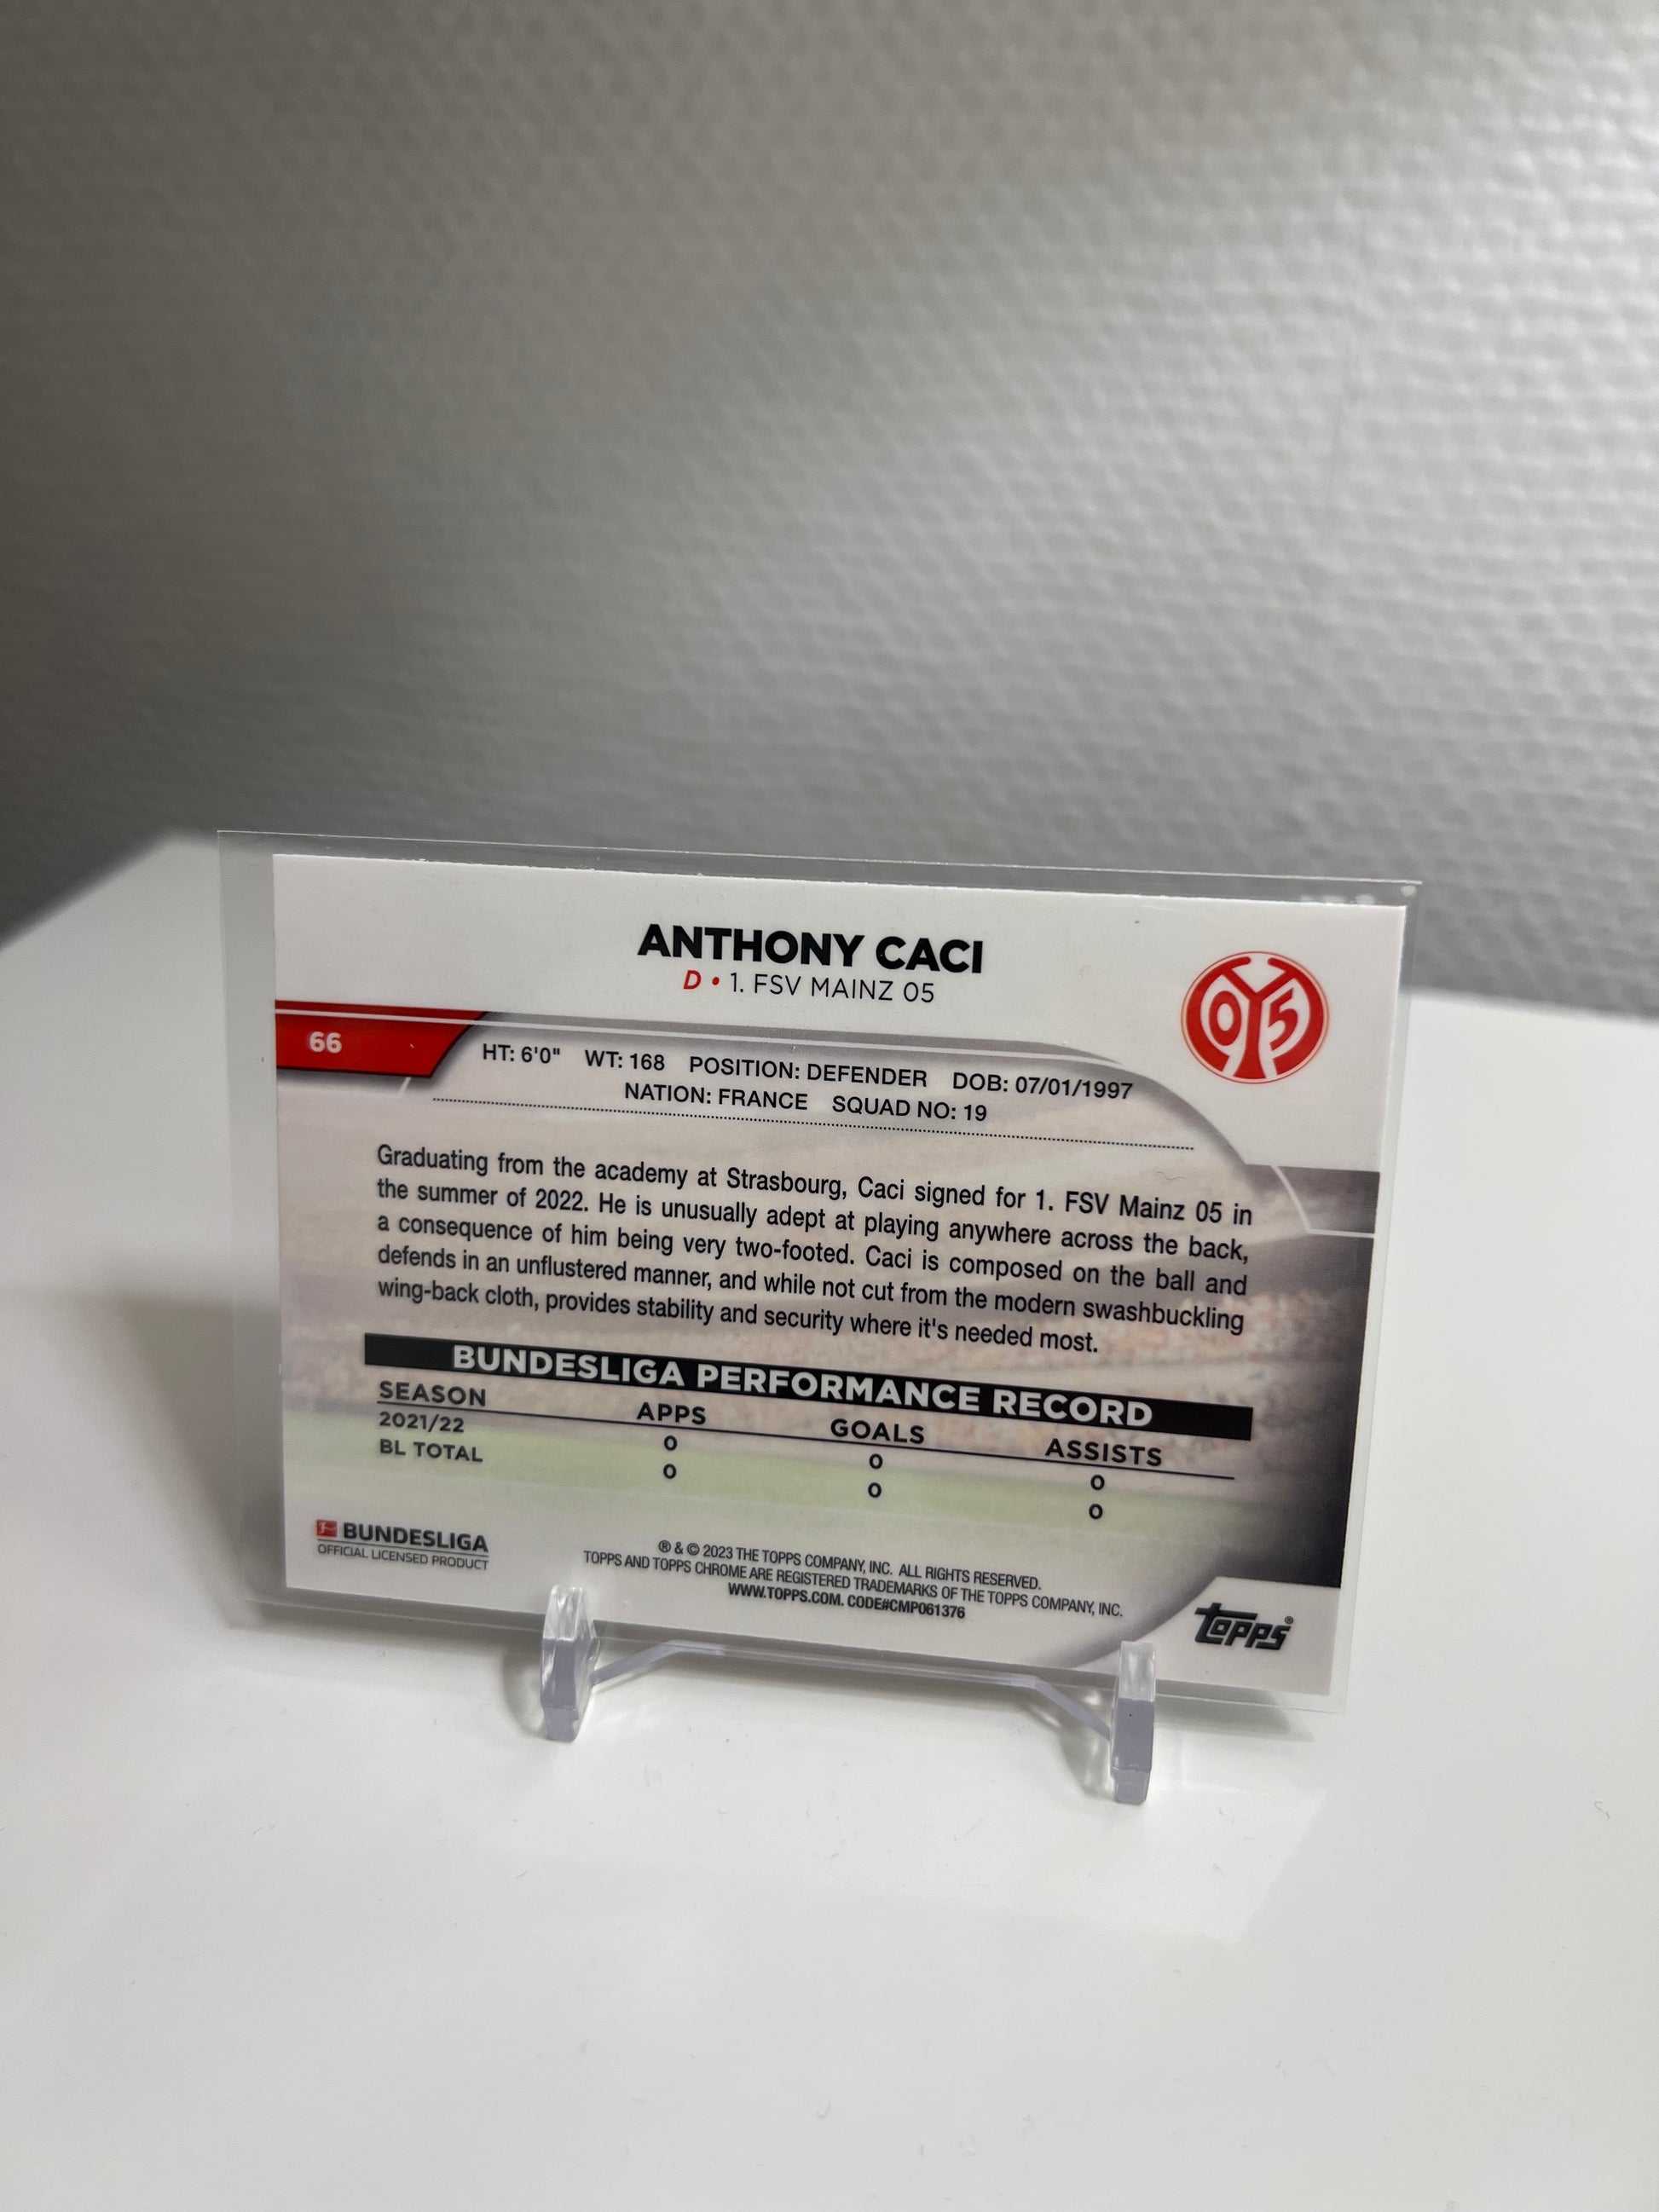 ANTHONY CACI
D • 1. FSV MAINZ 05
05
66
HT: 6'0" WT: 168 POSITION: DEFENDER DOB: 07/01/1997
NATION: FRANCE SQUAD NO: 19
Graduating from the academy at Strasbourg, Caci signed for 1. FSV Mainz 05 in
the summer of 2022. He is unusually adept at playing anywhere across the back,
a consequence of him being very two-footed. Caci is composed on the ball and
defends in an unflustered manner, and while not cut from the modern swashbuckling
wing-back cloth, provides stability and security where it's needed most.
BUNDESLIGA PERFORMANCE RECORD
SEASON APPS GOALS ASSISTS
2021/22 0 0 0
BL TOTAL 0 0 0
BUNDESLIGA
OFFICIAL LICENSED PRODUCT
® & © 2023 THE TOPPS COMPANY, INC. ALL RIGHTS RESERVED.
TOPPS AND TOPPS CHROME ARE REGISTERED TRADEMARKS OF THE TOPPS COMPANY, INC.
WWW.TOPPS.COM. CODE#CMP061376
topps®